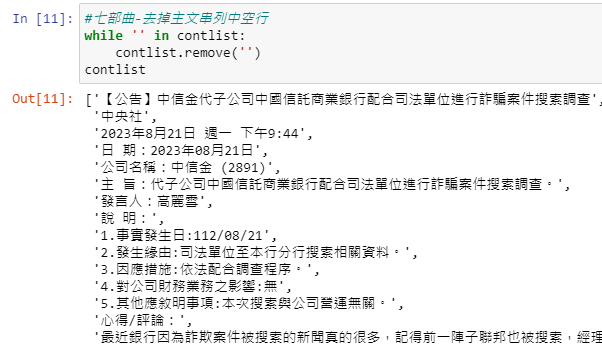 In [11]: #七部曲-去掉主文串列中空行
while '' in contlist:
    contlist.remove('')
contlist
Out[11]: ['【公告】中信金代子公司中國信託商業銀行配合司法單位進行詐騙案件搜索調查',
'中央社',
'2023年8月21日 週一 下午9:44',
'日 期：2023年08月21日',
'公司名稱：中信金 (2891)',
'主 旨：代子公司中國信託商業銀行配合司法單位進行詐騙案件搜索調查。',
'發言人：高麗雪',
'說 明：',
'1.事實發生日:112/08/21',
'2.發生緣由:司法單位至本行分行搜索相關資料。',
'3.因應措施:依法配合調查程序。',
'4.對公司財務業務之影響:無',
'5.其他應敘明事項:本次搜索與公司營運無關。',
'心得/評論：',
'最近銀行因為詐欺案件被搜索的新聞真的很多，記得前一陣子聯邦也被搜索，經理